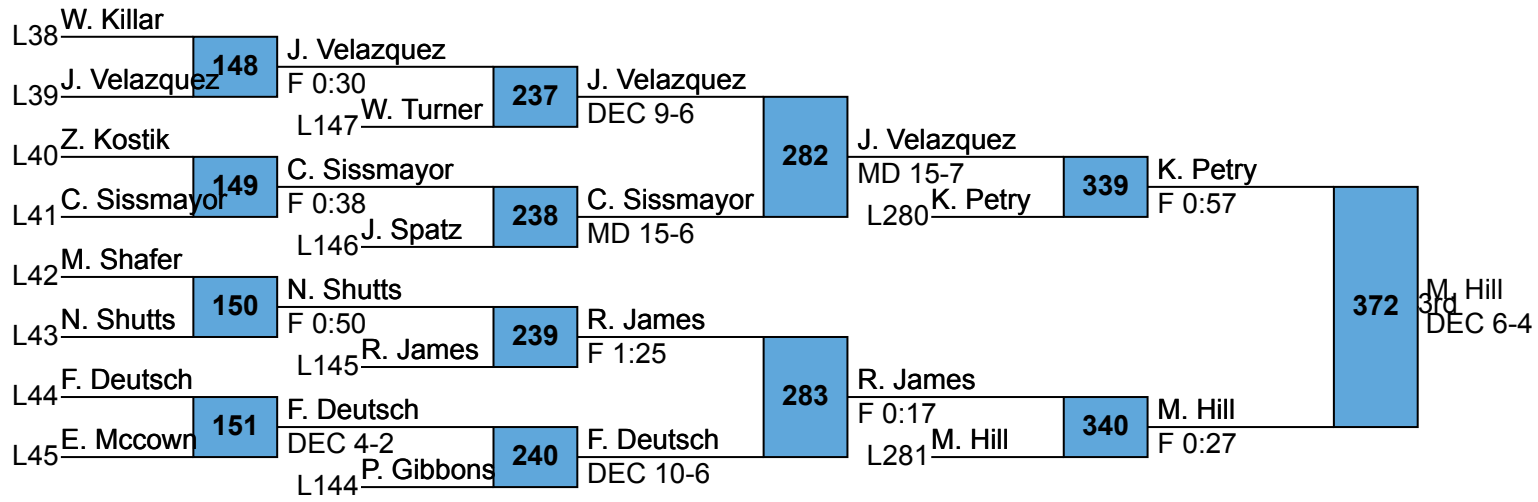 W. Killar
L38
148
J. Velazquez
F 0:30
L39
J. Velazquez
237
J. Velazquez
DEC 9-6
L147
W. Turner
Z. Kostik
L40
149
C. Sissmayor
F 0:38
L41
C. Sissmayor
238
C. Sissmayor
MD 15-6
L146
J. Spatz
282
J. Velazquez
MD 15-7
L280
K. Petry
339
K. Petry
F 0:57
M. Shafer
L42
150
N. Shutts
F 0:50
L43
N. Shutts
239
R. James
F 1:25
L145
R. James
F. Deutsch
L44
151
F. Deutsch
DEC 4-2
L45
E. Mccown
240
F. Deutsch
DEC 10-6
L144
P. Gibbons
283
R. James
F 0:17
L281
M. Hill
340
M. Hill
F 0:27
372
3rd
M. Hill
DEC 6-4